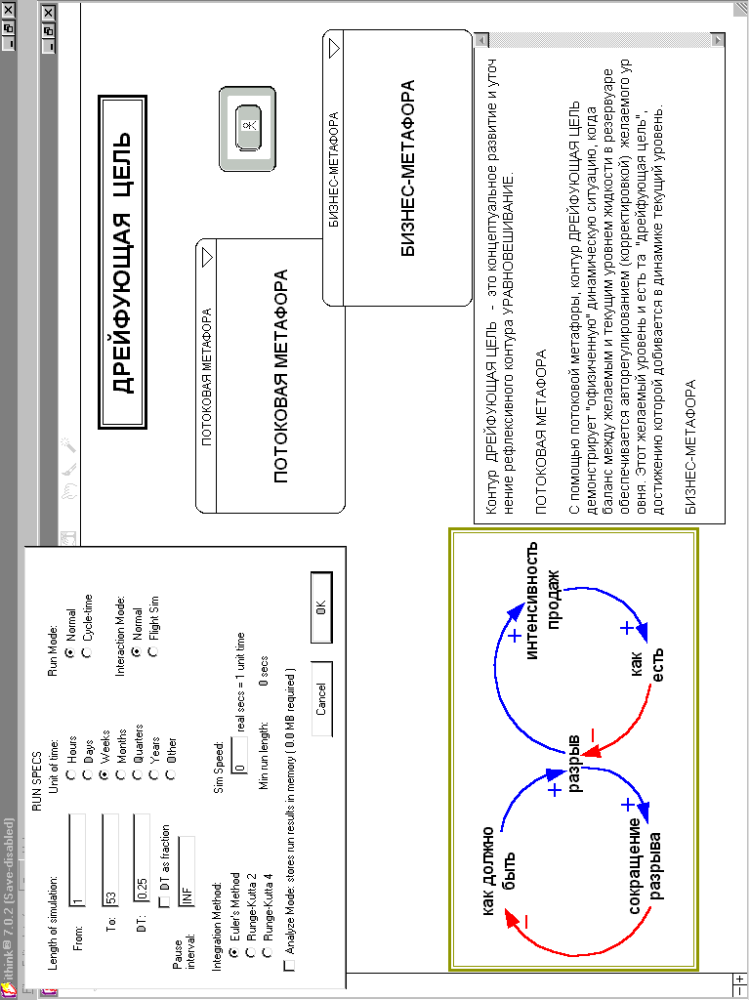 ithink® 7.0.2 (Save-disabled)
RUN SPECS
Length of simulation:
From: 1
To: 53
DT: 0.25
DT as fraction
Pause
interval: INF
Integration Method:
Euler's Method
Runge-Kutta 2
Runge-Kutta 4
Analyze Mode: stores run results in memory ( 0.0 MB required )
Unit of time:
Hours
Days
Weeks
Months
Quarters
Years
Other
Sim Speed:
0 real secs = 1 unit time
Min run length: 0 secs
Run Mode:
Normal
Cycle-time
Interaction Mode:
Normal
Flight Sim
Cancel
OK
ДРЕЙФУЮЩАЯ ЦЕЛЬ
ПОТОКОВАЯ МЕТАФОРА
ПОТОКОВАЯ МЕТАФОРА
БИЗНЕС-МЕТАФОРА
БИЗНЕС-МЕТАФОРА
как должно
быть
разрыв
сокращение
разрыва
интенсивность
продаж
как
есть
+
+
+
+
–
–
Контур ДРЕЙФУЮЩАЯ ЦЕЛЬ - это концептуальное развитие и уточ
нение рефлексивного контура УРАВНОВЕШИВАНИЕ.
ПОТОКОВАЯ МЕТАФОРА
С помощью потоковой метафоры, контур ДРЕЙФУЮЩАЯ ЦЕЛЬ
демонстрирует "офизиченную" динамическую ситуацию, когда
баланс между желаемым и текущим уровнем жидкости в резервуаре
обеспечивается авторегулированием (корректировкой) желаемого ур
овня. Этот желаемый уровень и есть та "дрейфующая цель",
достижению которой добивается в динамике текущий уровень.
БИЗНЕС-МЕТАФОРА